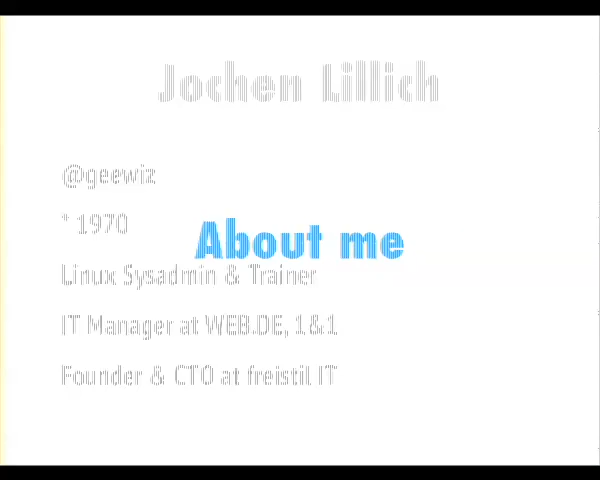 Jochen Lillich
@geewiz
* 1970
About me
Linux Sysadmin & Trainer
IT Manager at WEB.DE, 1&1
Founder & CTO at freistil IT